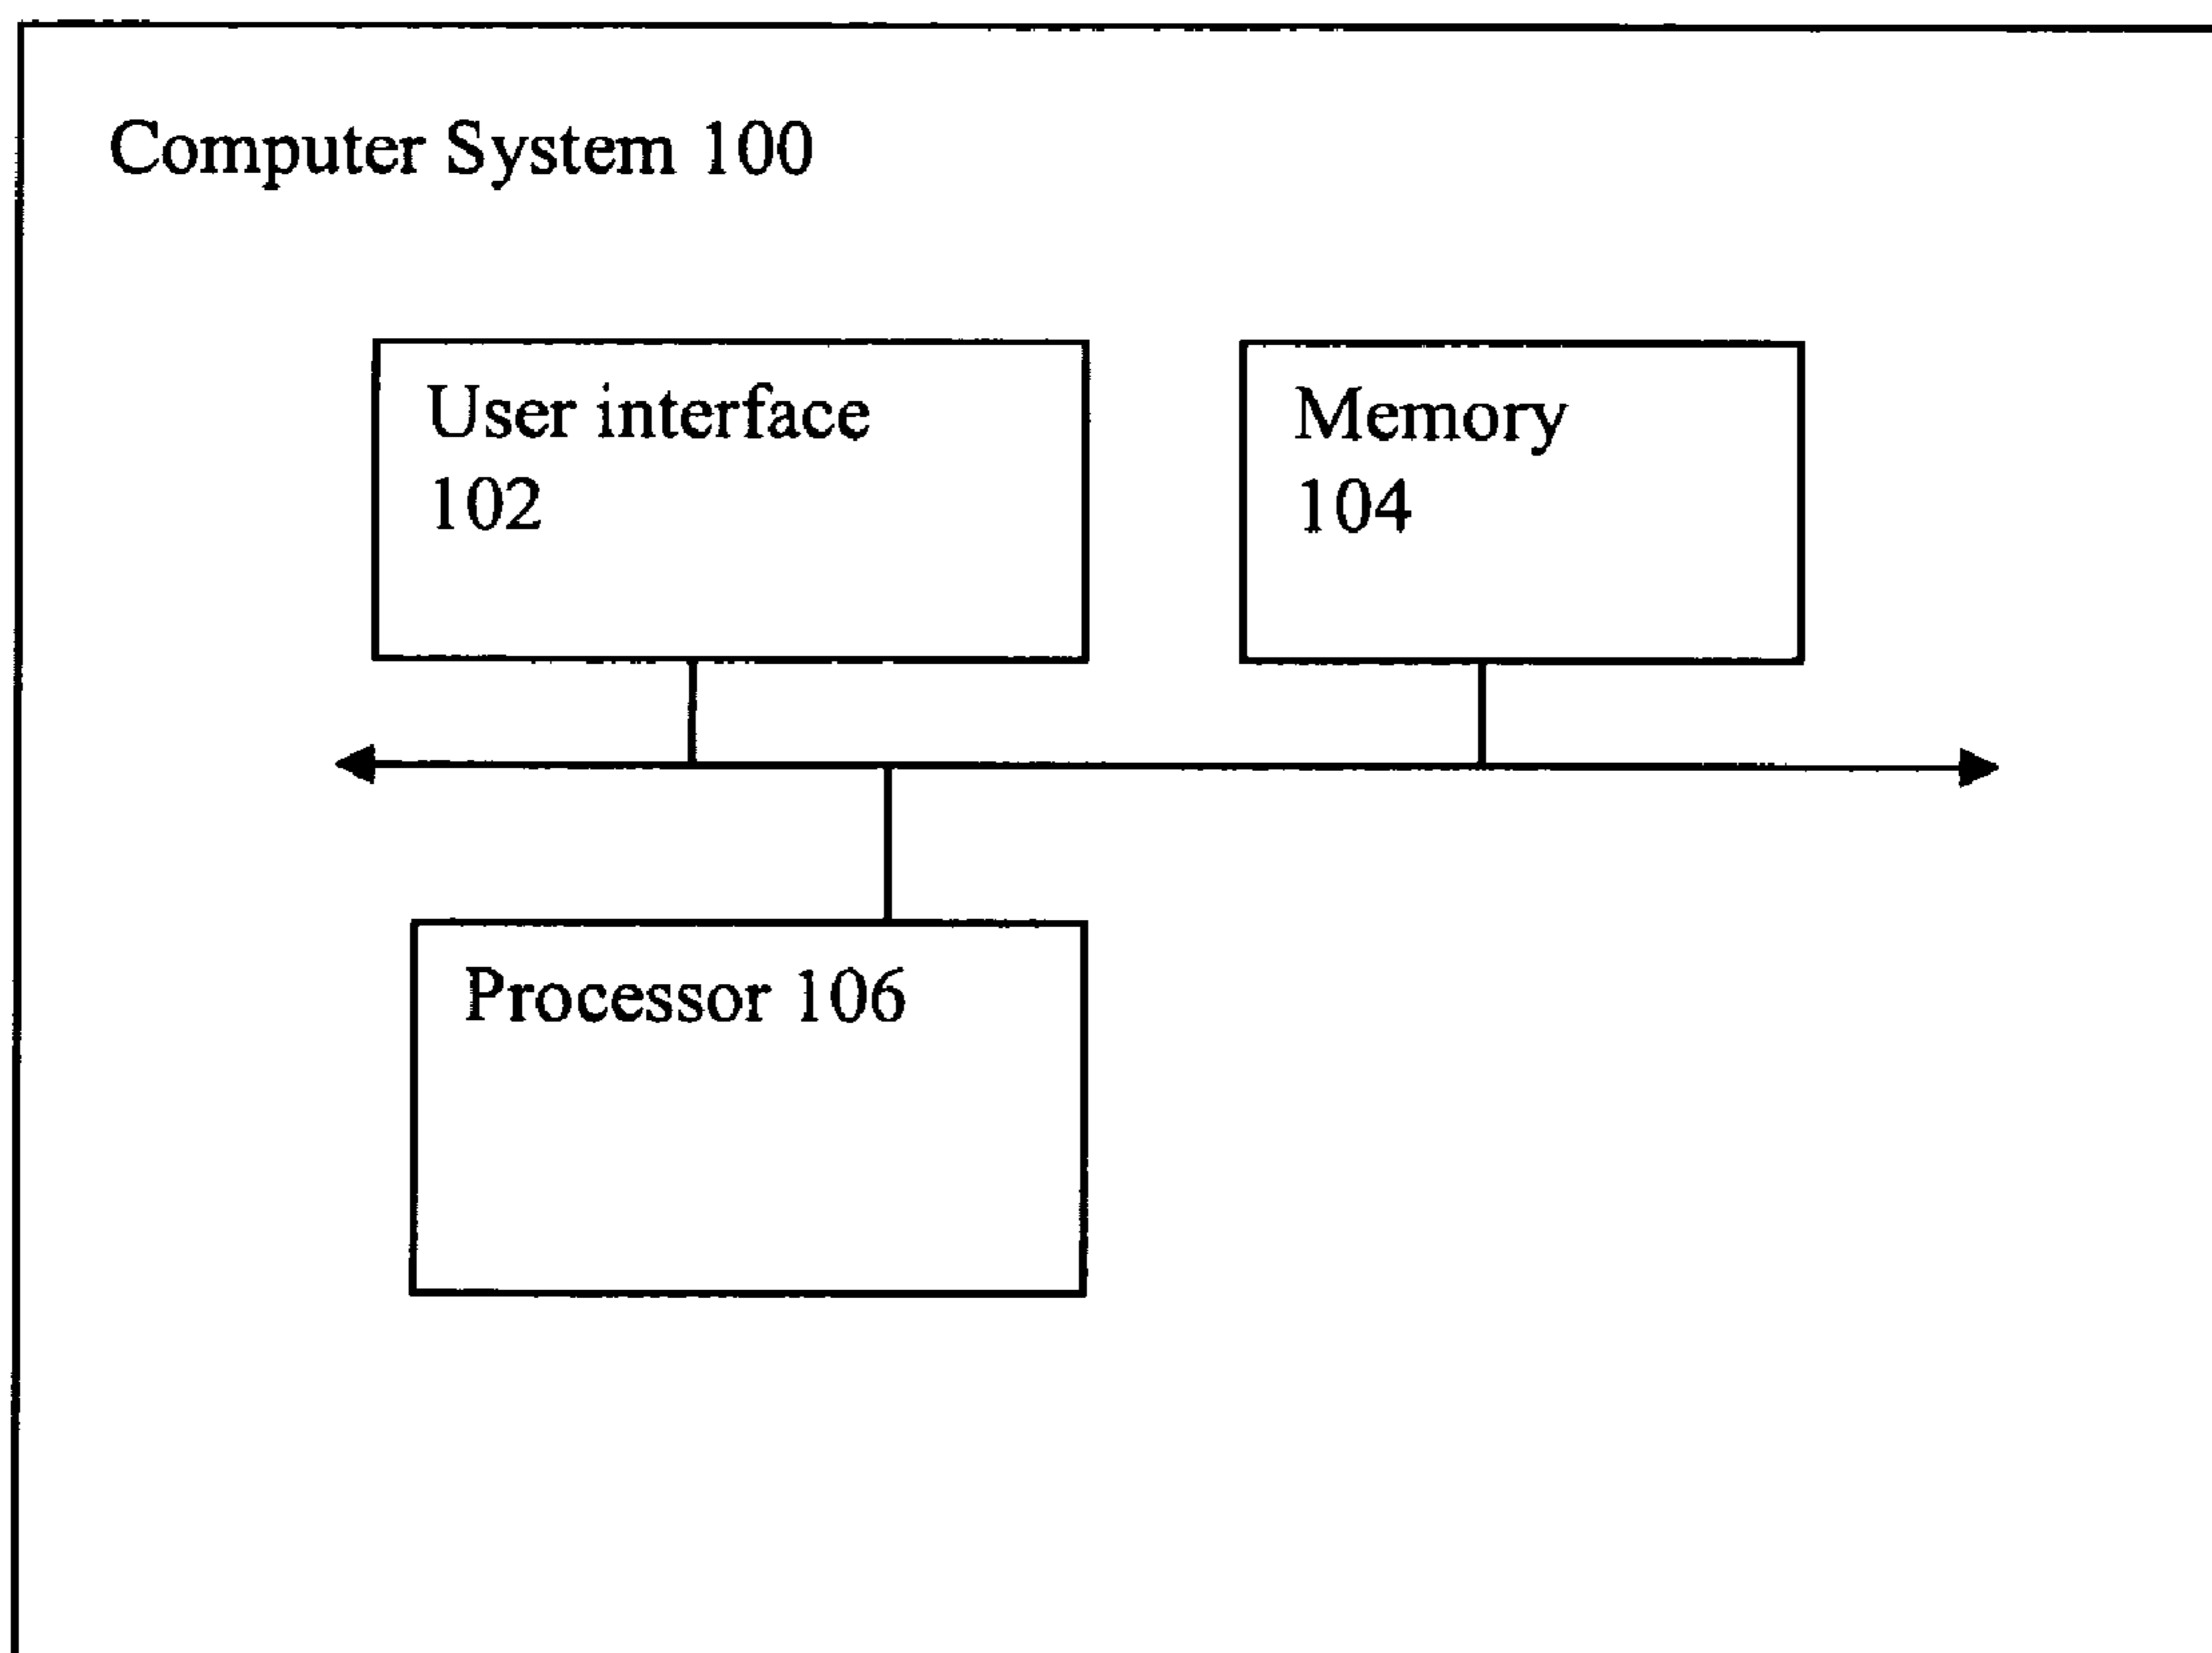 Computer System 100
User interface
102
Memory
104
Processor 106